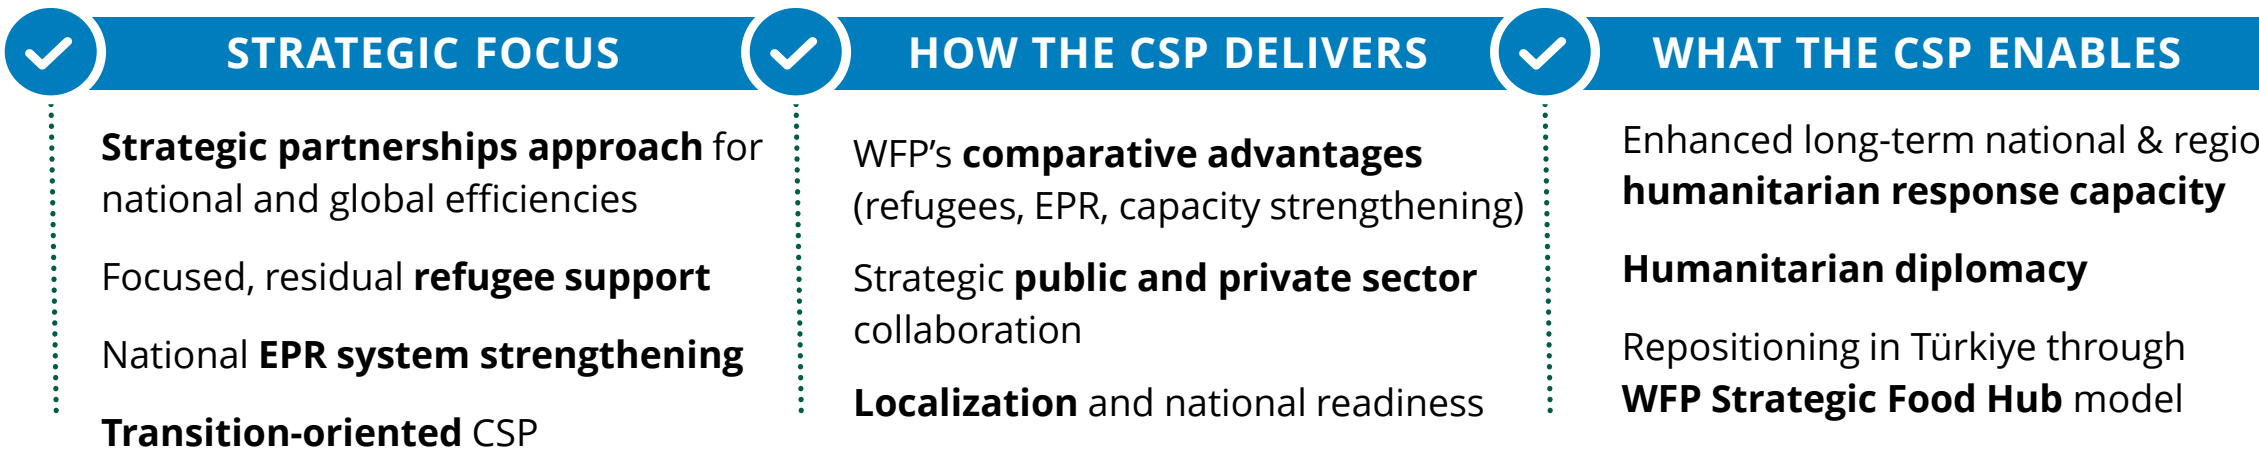 STRATEGIC FOCUS
Strategic partnerships approach for
national and global efficiencies
Focused, residual refugee support
National EPR system strengthening
Transition-oriented CSP
HOW THE CSP DELIVERS
WFP’s comparative advantages
(refugees, EPR, capacity strengthening)
Strategic public and private sector
collaboration
Localization and national readiness
WHAT THE CSP ENABLES
Enhanced long-term national & regio
humanitarian response capacity
Humanitarian diplomacy
Repositioning in Türkiye through
WFP Strategic Food Hub model